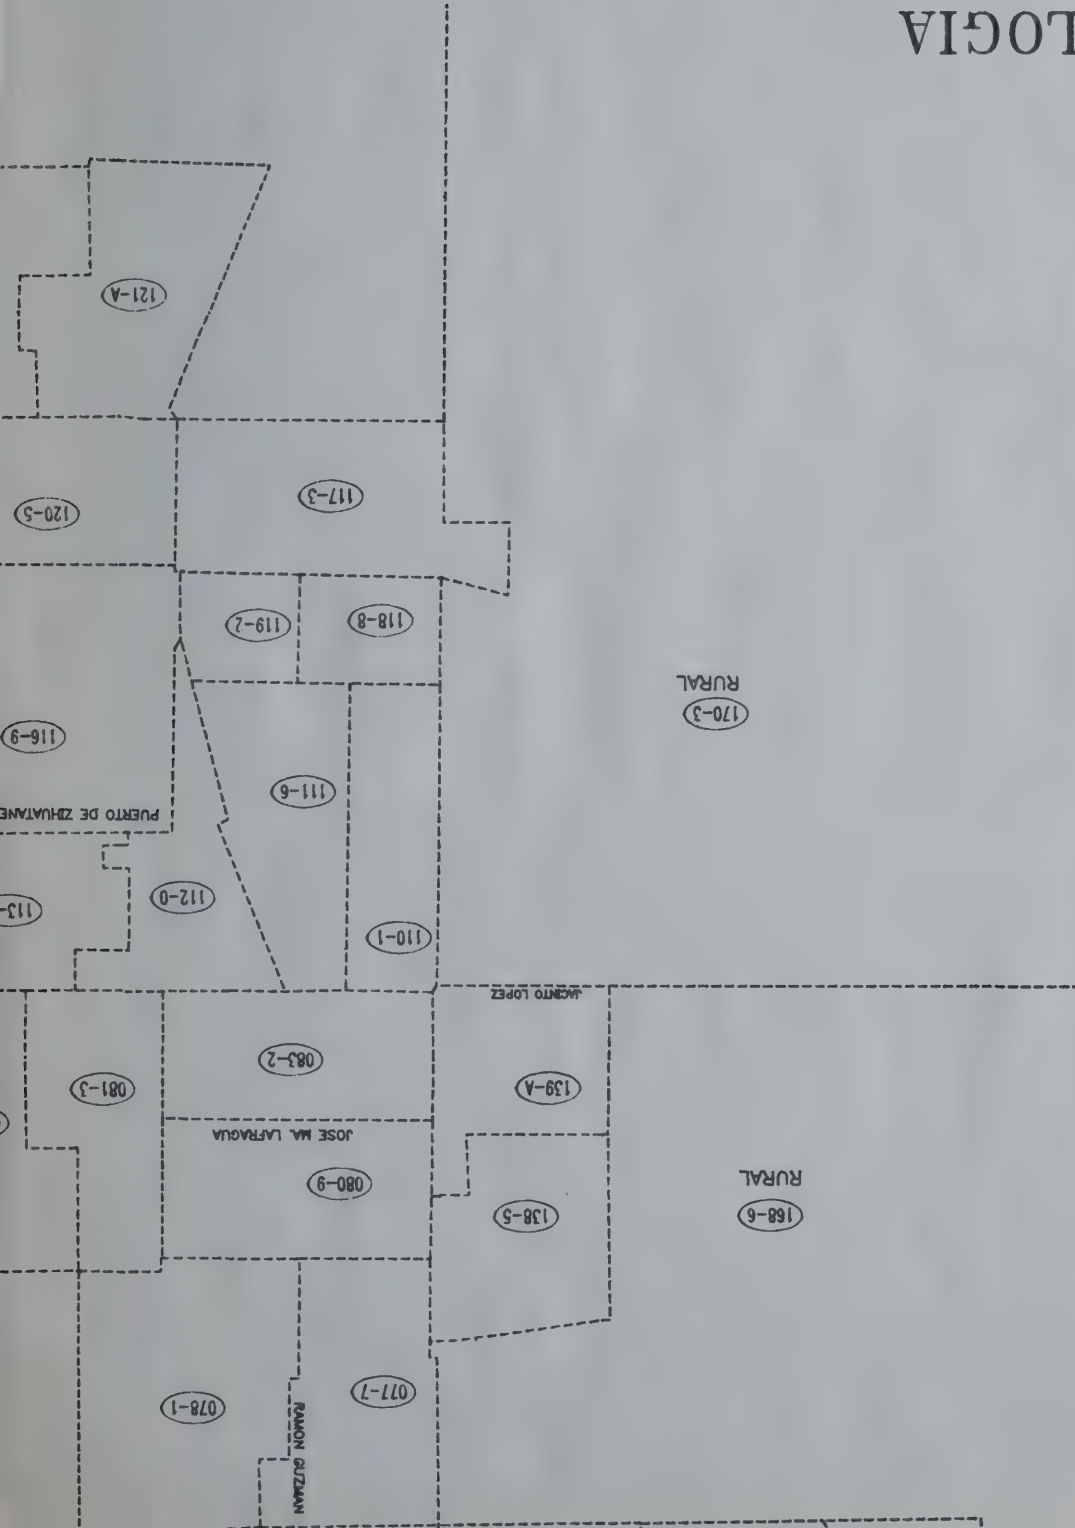 RAMON GUZMAN
077-7
078-1
168-6
RURAL
138-5
080-9
JOSE MA. LAFRAGUA
139-A
081-3
083-2
JACINTO LOPEZ
110-1
112-0
113-
PUERTO DE ZIHUATANE
111-6
116-9
170-3
RURAL
118-8
119-2
120-5
117-3
121-A
LOGIA